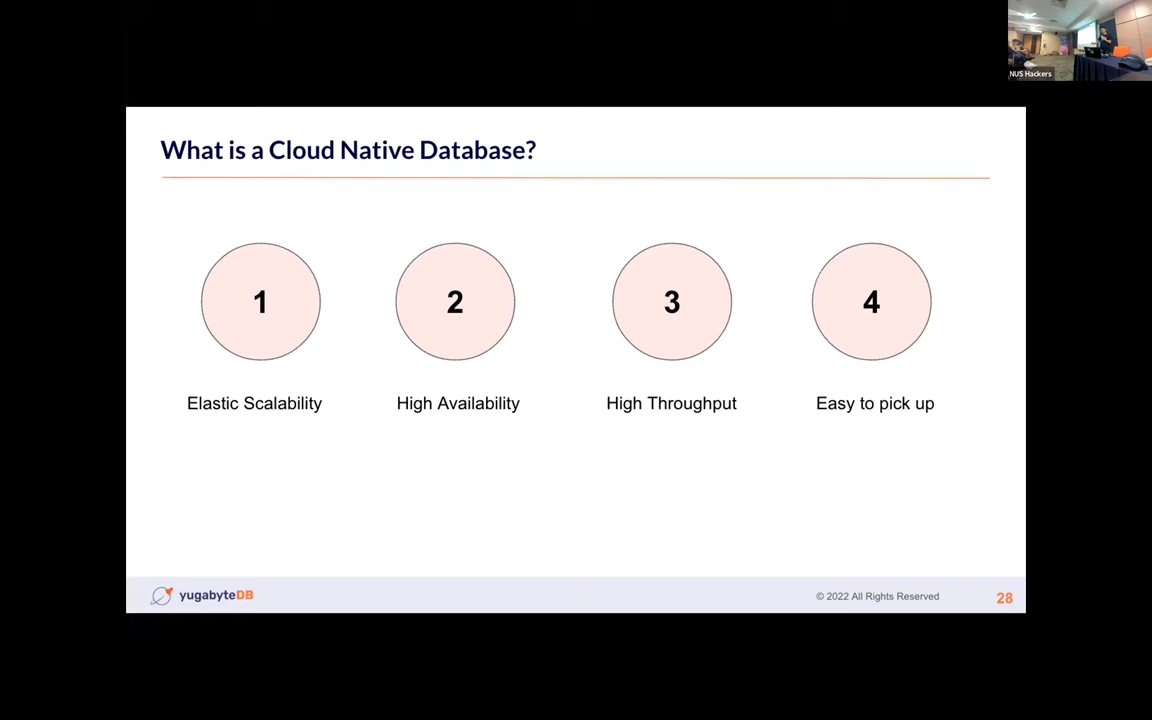 NUS Hackers
What is a Cloud Native Database?
1
2
3
4
Elastic Scalability
High Availability
High Throughput
Easy to pick up
yugabyteDB
© 2022 All Rights Reserved
28